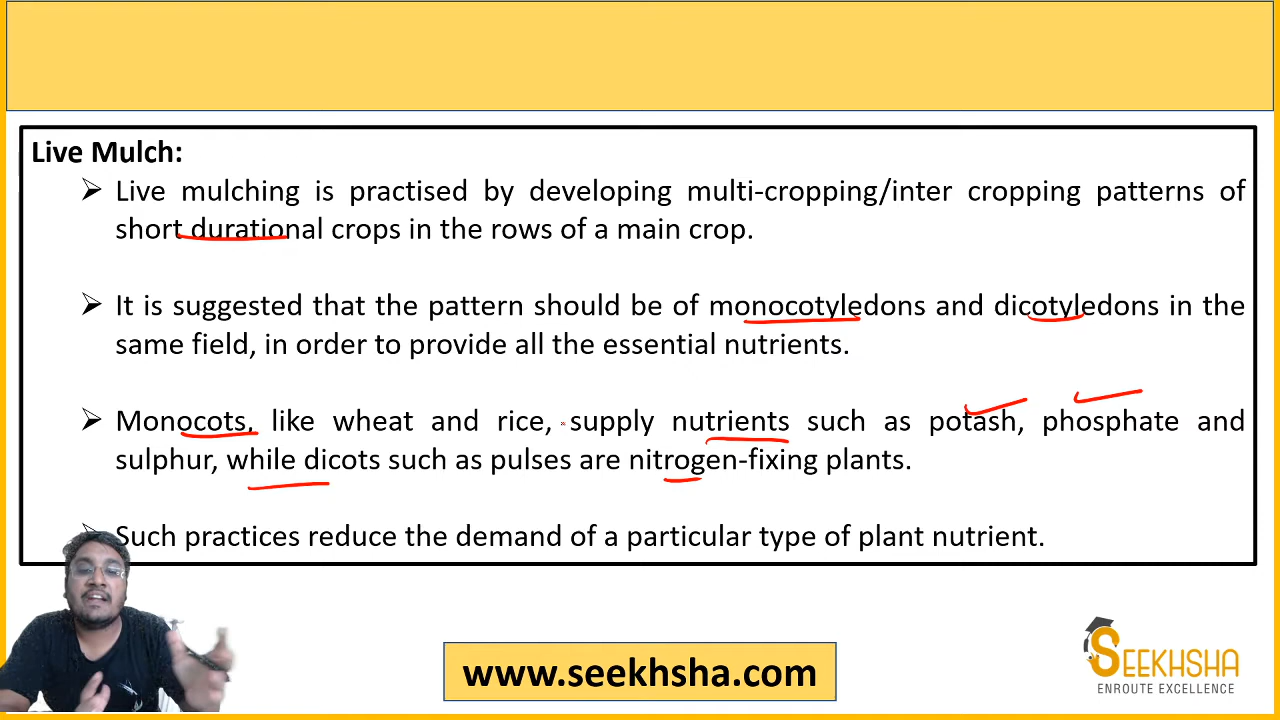 Live Mulch:
➢ Live mulching is practised by developing multi-cropping/inter cropping patterns of
short durational crops in the rows of a main crop.
➢ It is suggested that the pattern should be of monocotyledons and dicotyledons in the
same field, in order to provide all the essential nutrients.
➢ Monocots, like wheat and rice, supply nutrients such as potash, phosphate and
sulphur, while dicots such as pulses are nitrogen-fixing plants.
➢ Such practices reduce the demand of a particular type of plant nutrient.
www.seekhsha.com
SEEKHSHA
ENROUTE EXCELLENCE